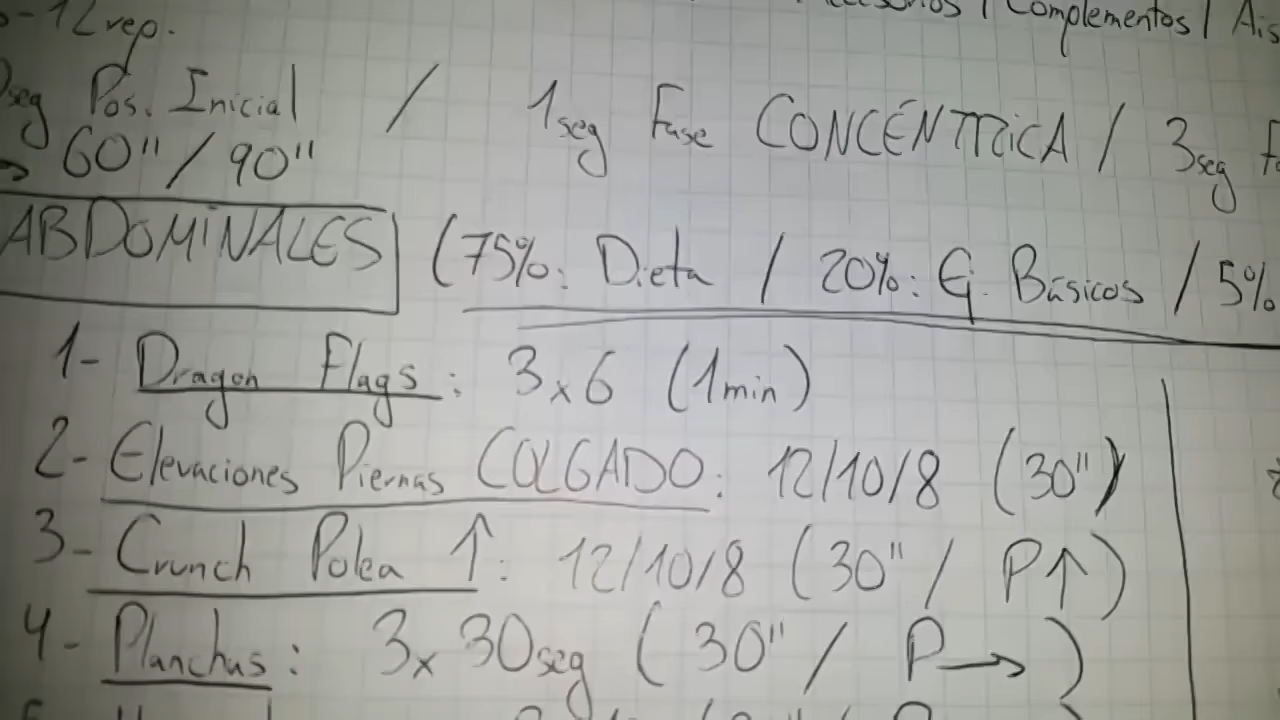 Complementos /
-12 rep.
seg Pos. Inicial / 1seg Fase CONCÉNTRICA / 3seg
→ 60" / 90"
ABDOMINALES (75%: Dieta / 20%: Ej. Básicos / 5%
1- Dragon Flags: 3x6 (1min)
2- Elevaciones Piernas COLGADO: 12/10/8 (30")
3- Crunch Polea ↑: 12/10/8 (30" / P↑)
4- Planchas: 3x 30seg (30" / P→)